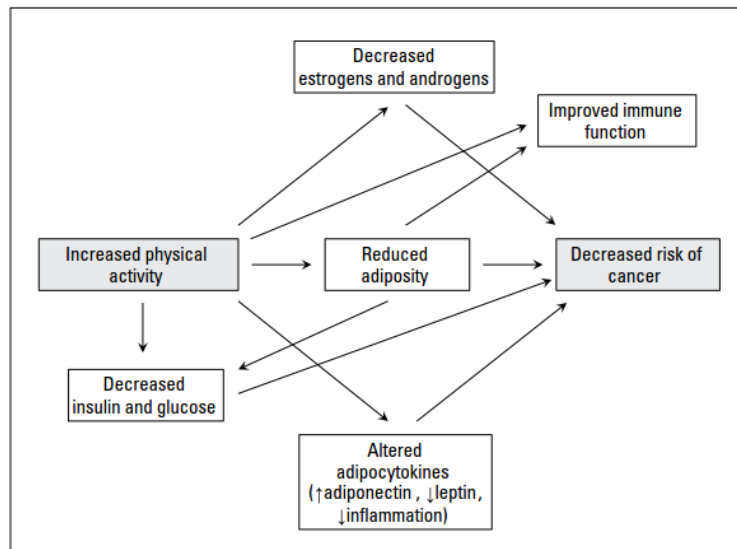 Decreased
estrogens and androgens
Improved immune
function
Increased physical
activity
Reduced
adiposity
Decreased risk of
cancer
Decreased
insulin and glucose
Altered
adipocytokines
(↑adiponectin , ↓leptin,
↓inflammation)